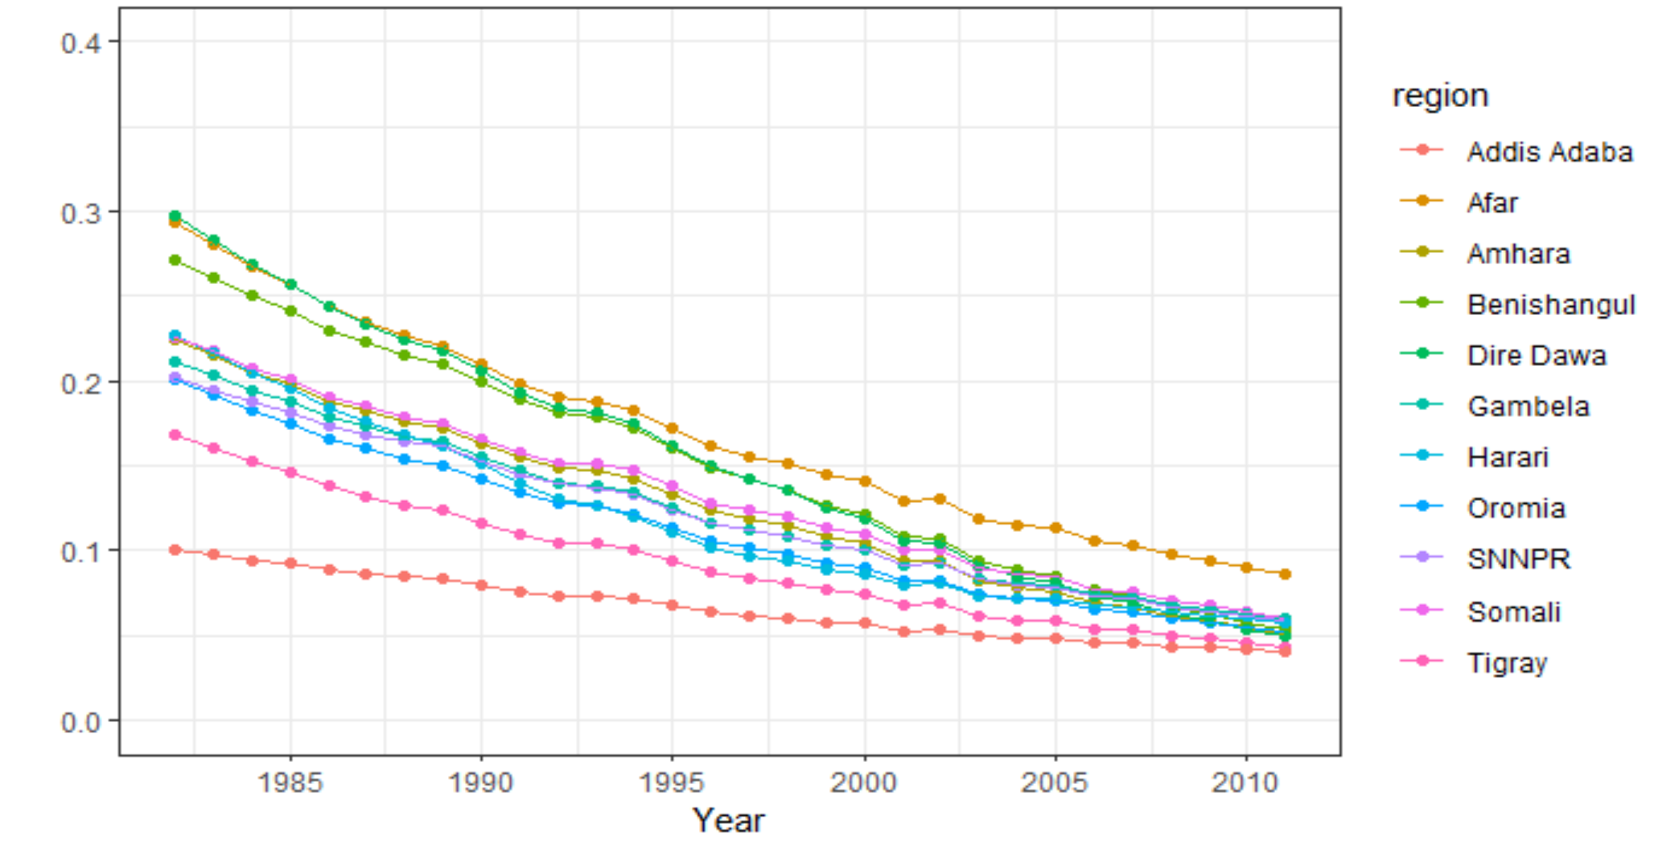 0.4
0.3
0.2
0.1
0.0
1985 1990 1995 2000 2005 2010
Year
region
Addis Adaba
Afar
Amhara
Benishangul
Dire Dawa
Gambela
Harari
Oromia
SNNPR
Somali
Tigray